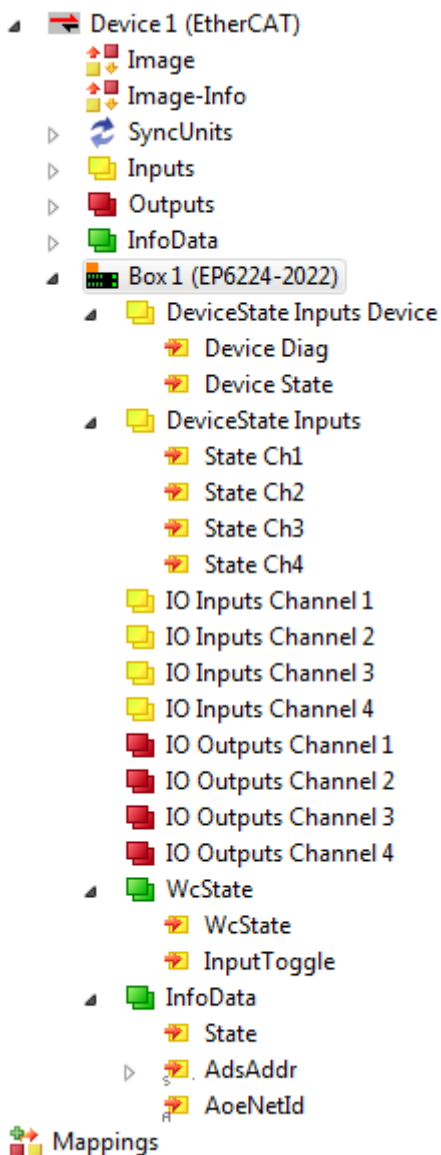 Device 1 (EtherCAT)
Image
Image-Info
SyncUnits
Inputs
Outputs
InfoData
Box 1 (EP6224-2022)
DeviceState Inputs Device
Device Diag
Device State
DeviceState Inputs
State Ch1
State Ch2
State Ch3
State Ch4
IO Inputs Channel 1
IO Inputs Channel 2
IO Inputs Channel 3
IO Inputs Channel 4
IO Outputs Channel 1
IO Outputs Channel 2
IO Outputs Channel 3
IO Outputs Channel 4
WcState
WcState
InputToggle
InfoData
State
AdsAddr
AoeNetId
Mappings